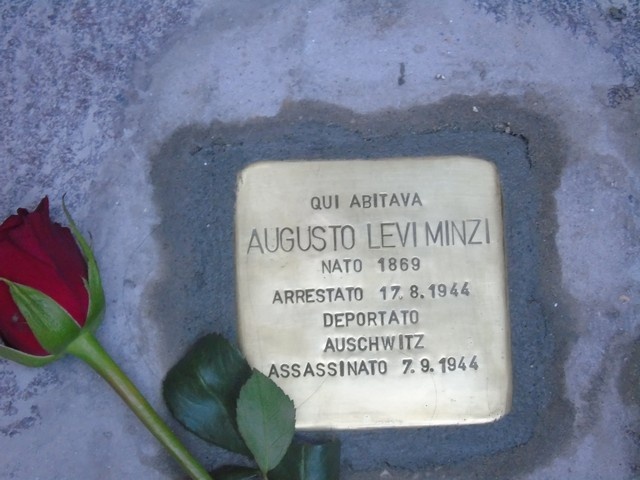 QUI ABITAVA
AUGUSTO LEVI MINZI
NATO 1869
ARRESTATO 17.8.1944
DEPORTATO
AUSCHWITZ
ASSASSINATO 7.9.1944